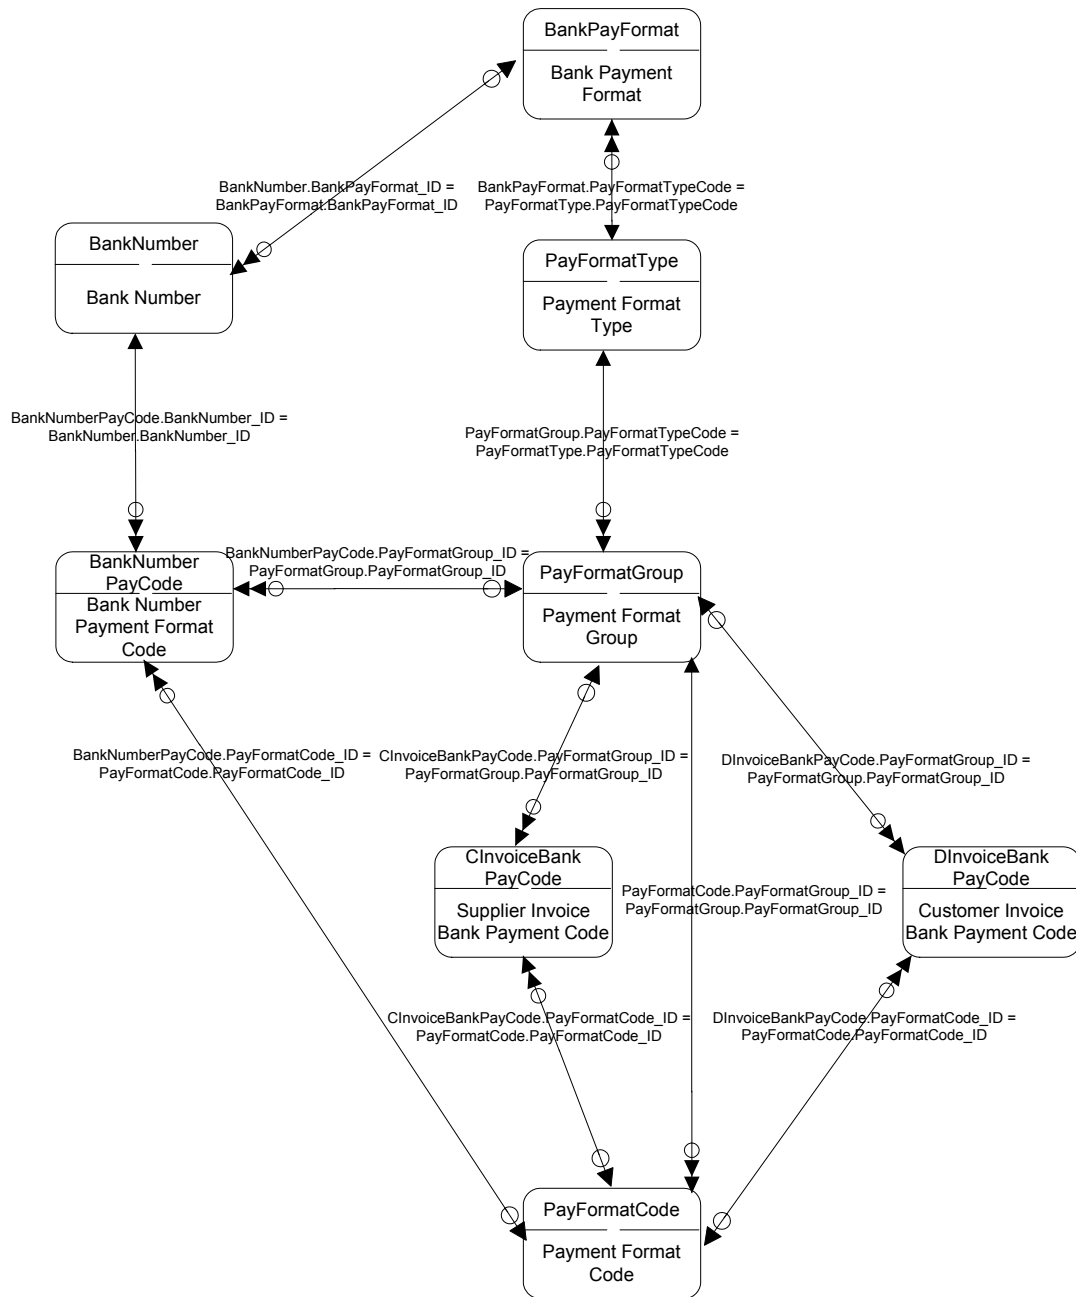 BankPayFormat
Bank Payment
Format
BankNumber.BankPayFormat_ID =
BankPayFormat.BankPayFormat_ID
BankPayFormat.PayFormatTypeCode =
PayFormatType.PayFormatTypeCode
BankNumber
Bank Number
PayFormatType
Payment Format
Type
BankNumberPayCode.BankNumber_ID =
BankNumber.BankNumber_ID
PayFormatGroup.PayFormatTypeCode =
PayFormatType.PayFormatTypeCode
BankNumber
PayCode
Bank Number
Payment Format
Code
BankNumberPayCode.PayFormatGroup_ID =
PayFormatGroup.PayFormatGroup_ID
PayFormatGroup
Payment Format
Group
BankNumberPayCode.PayFormatCode_ID =
PayFormatCode.PayFormatCode_ID
CInvoiceBankPayCode.PayFormatGroup_ID =
PayFormatGroup.PayFormatGroup_ID
DInvoiceBankPayCode.PayFormatGroup_ID =
PayFormatGroup.PayFormatGroup_ID
CInvoiceBank
PayCode
Supplier Invoice
Bank Payment Code
PayFormatCode.PayFormatGroup_ID =
PayFormatGroup.PayFormatGroup_ID
DInvoiceBank
PayCode
Customer Invoice
Bank Payment Code
CInvoiceBankPayCode.PayFormatCode_ID =
PayFormatCode.PayFormatCode_ID
DInvoiceBankPayCode.PayFormatCode_ID =
PayFormatCode.PayFormatCode_ID
PayFormatCode
Payment Format
Code